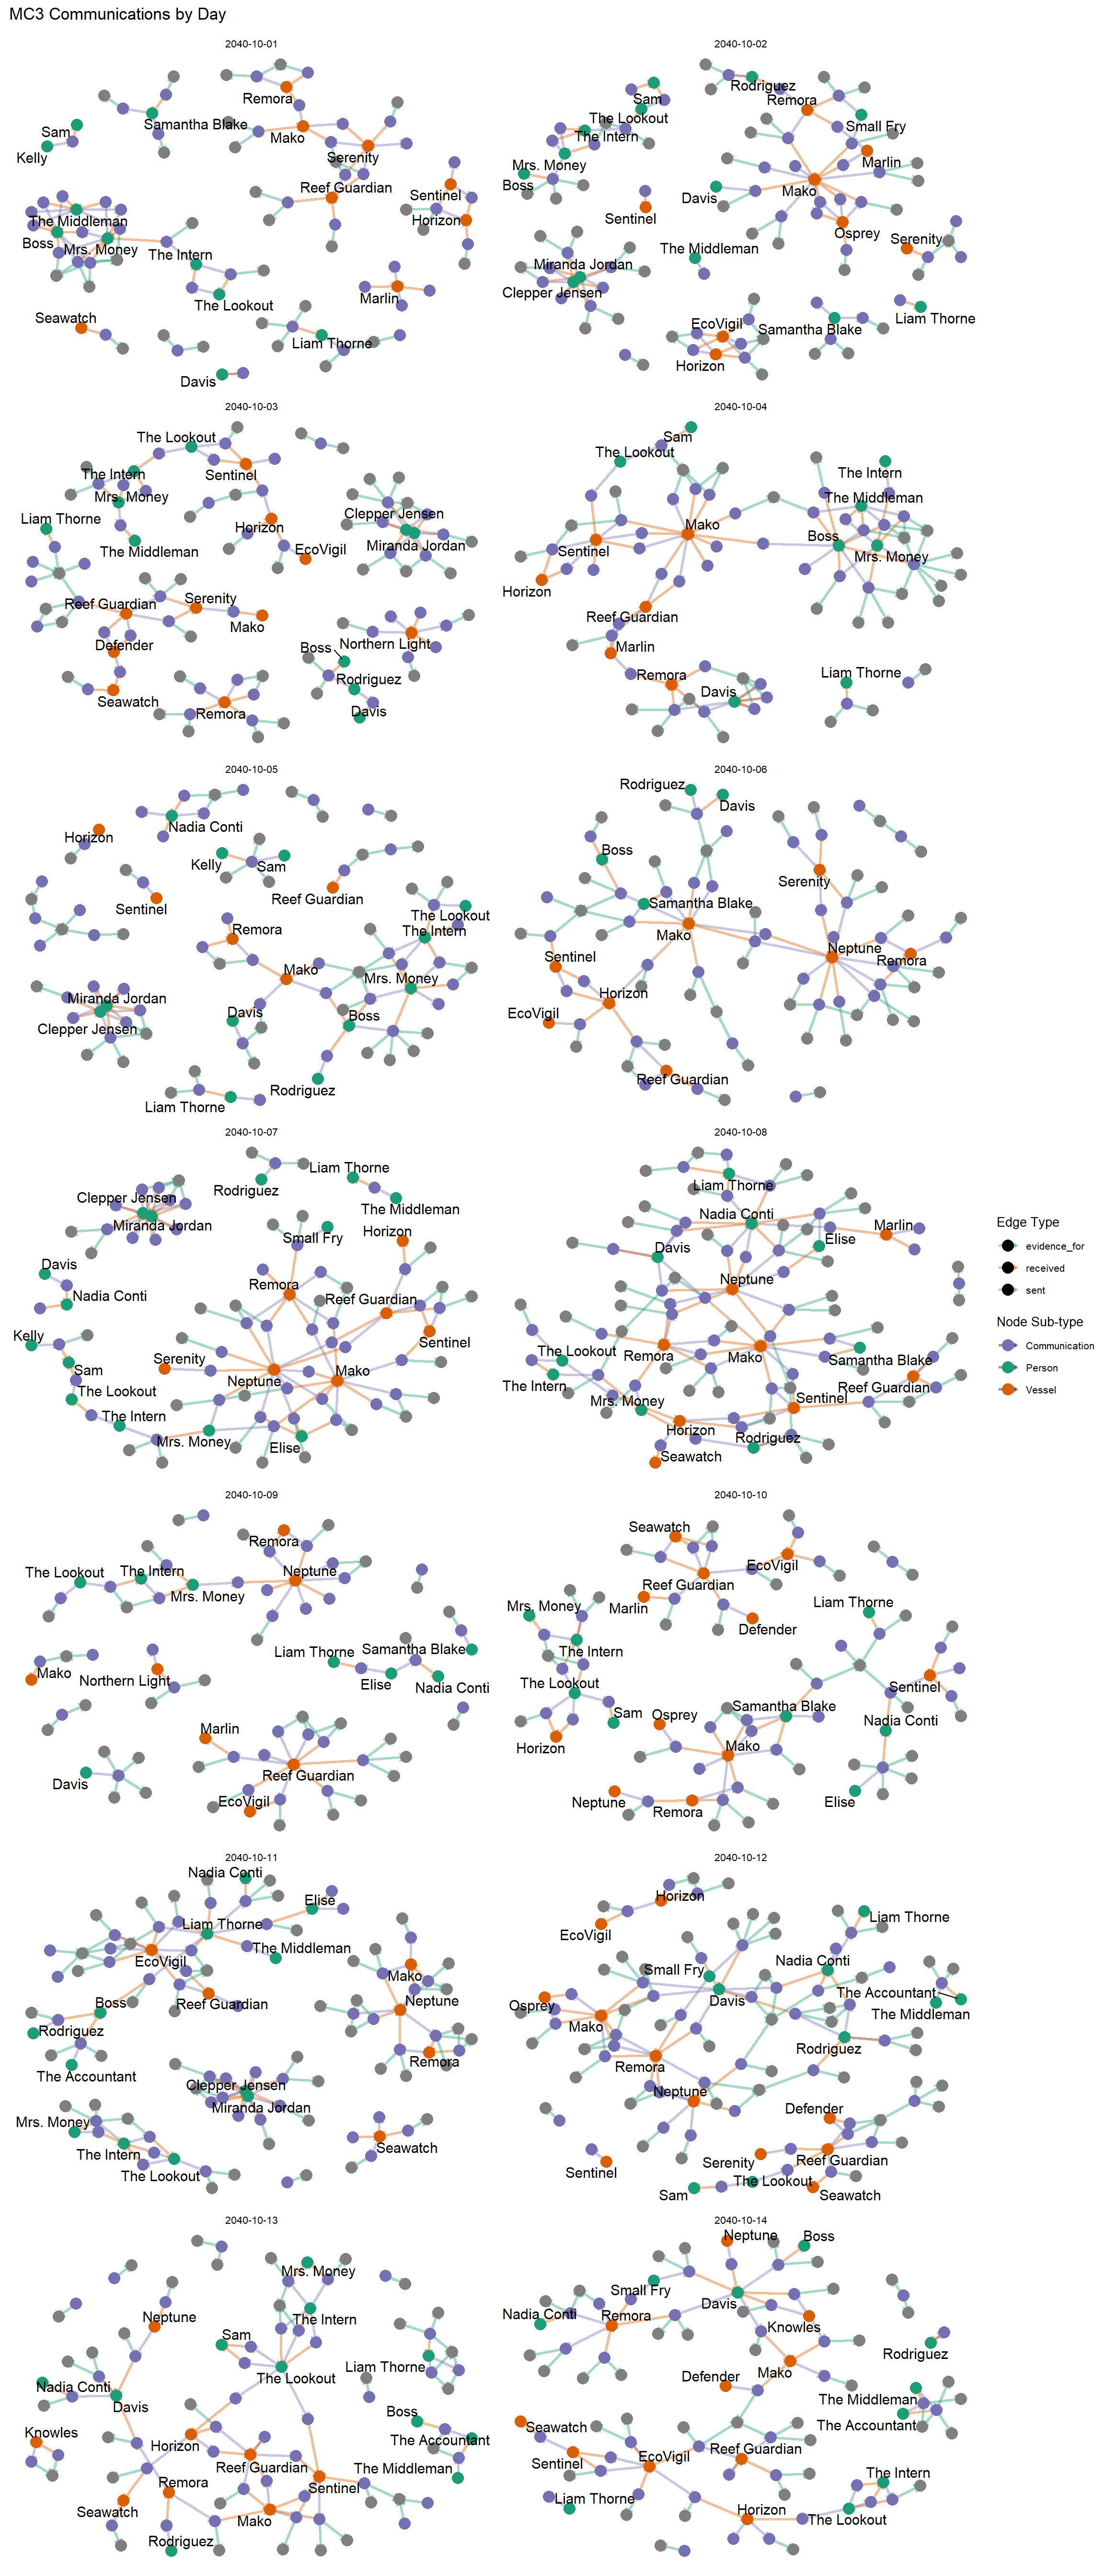 MC3 Communications by Day
2040-10-01
Remora
Samantha Blake
Mako
Sam
Kelly
Serenity
Reef Guardian
Sentinel
Horizon
The Middleman
Boss
Mrs. Money
The Intern
The Lookout
Marlin
Seawatch
Liam Thorne
Davis
2040-10-02
Rodriguez
Remora
Sam
The Lookout
Small Fry
The Intern
Marlin
Mrs. Money
Boss
Davis
Mako
Sentinel
Osprey
Serenity
The Middleman
Miranda Jordan
Clepper Jensen
EcoVigil
Samantha Blake
Liam Thorne
Horizon
2040-10-03
The Lookout
The Intern
Sentinel
Mrs. Money
Liam Thorne
Clepper Jensen
Horizon
The Middleman
EcoVigil
Miranda Jordan
Reef Guardian
Serenity
Mako
Defender
Boss
Northern Light
Rodriguez
Seawatch
Remora
Davis
2040-10-04
Sam
The Lookout
The Intern
The Middleman
Mako
Boss
Sentinel
Mrs. Money
Horizon
Reef Guardian
Marlin
Remora
Davis
Liam Thorne
2040-10-05
Nadia Conti
Horizon
Kelly
Sam
Reef Guardian
Sentinel
The Lookout
Remora
The Intern
Mako
Mrs. Money
Miranda Jordan
Davis
Boss
Clepper Jensen
Rodriguez
Liam Thorne
2040-10-06
Rodriguez
Davis
Boss
Serenity
Samantha Blake
Mako
Neptune
Sentinel
Remora
Horizon
EcoVigil
Reef Guardian
2040-10-07
Liam Thorne
Rodriguez
Clepper Jensen
The Middleman
Miranda Jordan
Small Fry
Horizon
Davis
Remora
Nadia Conti
Reef Guardian
Kelly
Sentinel
Serenity
Sam
Neptune
Mako
The Lookout
The Intern
Mrs. Money
Elise
2040-10-08
Liam Thorne
Nadia Conti
Marlin
Elise
Davis
Neptune
The Lookout
Remora
Mako
Samantha Blake
The Intern
Reef Guardian
Mrs. Money
Sentinel
Horizon
Rodriguez
Seawatch
Edge Type
evidence_for
received
sent
Node Sub-type
Communication
Person
Vessel
2040-10-09
Remora
The Lookout
The Intern
Neptune
Mrs. Money
Liam Thorne
Samantha Blake
Mako
Northern Light
Elise
Nadia Conti
Marlin
Reef Guardian
Davis
EcoVigil
2040-10-10
Seawatch
EcoVigil
Reef Guardian
Mrs. Money
Marlin
Liam Thorne
Defender
The Intern
The Lookout
Sentinel
Sam
Osprey
Samantha Blake
Nadia Conti
Horizon
Mako
Neptune
Remora
Elise
2040-10-11
Nadia Conti
Elise
Liam Thorne
The Middleman
EcoVigil
Mako
Boss
Reef Guardian
Neptune
Rodriguez
Remora
The Accountant
Clepper Jensen
Miranda Jordan
Mrs. Money
The Intern
Seawatch
The Lookout
2040-10-12
Horizon
EcoVigil
Liam Thorne
Nadia Conti
Small Fry
The Accountant
Davis
Osprey
The Middleman
Mako
Rodriguez
Remora
Neptune
Defender
Serenity
Reef Guardian
Sentinel
The Lookout
Sam
Seawatch
2040-10-13
Mrs. Money
Neptune
The Intern
Sam
Liam Thorne
The Lookout
Nadia Conti
Davis
Boss
Knowles
The Accountant
Horizon
Reef Guardian
The Middleman
Remora
Sentinel
Seawatch
Mako
Rodriguez
2040-10-14
Neptune
Boss
Small Fry
Davis
Nadia Conti
Remora
Knowles
Rodriguez
Mako
Defender
The Middleman
The Accountant
Seawatch
Reef Guardian
EcoVigil
Sentinel
The Intern
Liam Thorne
Horizon
The Lookout